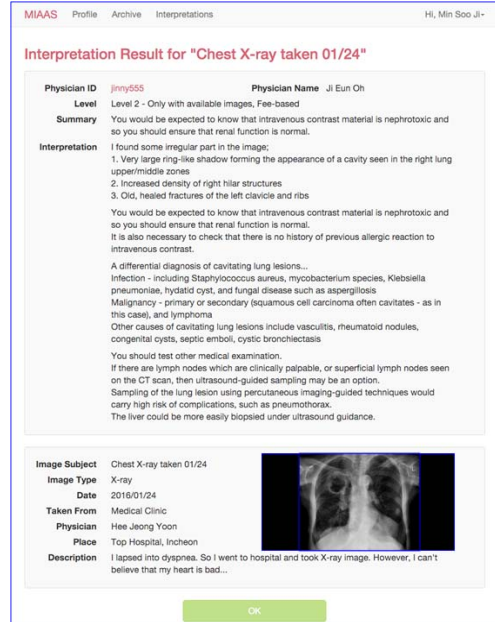 MIAAS Profile Archive Interpretations Hi, Min Soo Ji
Interpretation Result for "Chest X-ray taken 01/24"
Physician ID jinny555 Physician Name Ji Eun Oh
Level Level 2 - Only with available images, Fee-based
Summary You would be expected to know that intravenous contrast material is nephrotoxic and
so you should ensure that renal function is normal.
Interpretation I found some irregular part in the image;
1. Very large ring-like shadow forming the appearance of a cavity seen in the right lung
upper/middle zones
2. Increased density of right hilar structures
3. Old, healed fractures of the left clavicle and ribs
You would be expected to know that intravenous contrast material is nephrotoxic and
so you should ensure that renal function is normal.
It is also necessary to check that there is no history of previous allergic reaction to
intravenous contrast.
A differential diagnosis of cavitating lung lesions...
Infection - including Staphylococcus aureus, mycobacterium species, Klebsiella
pneumoniae, hydatid cyst, and fungal disease such as aspergillosis
Malignancy - primary or secondary (squamous cell carcinoma often cavitates - as in
this case), and lymphoma
Other causes of cavitating lung lesions include vasculitis, rheumatoid nodules,
congenital cysts, septic emboli, cystic bronchiectasis
You should test other medical examination.
If there are lymph nodes which are clinically palpable, or superficial lymph nodes seen
on the CT scan, then ultrasound-guided sampling may be an option.
Sampling of the lung lesion using percutaneous imaging-guided techniques would
carry high risk of complications, such as pneumothorax.
The liver could be more easily biopsied under ultrasound guidance.
Image Subject Chest X-ray taken 01/24
Image Type X-ray
Date 2016/01/24
Taken From Medical Clinic
Physician Hee Jeong Yoon
Place Top Hospital, Incheon
Description I lapsed into dyspnea. So I went to hospital and took X-ray image. However, I can't
believe that my heart is bad...
OK